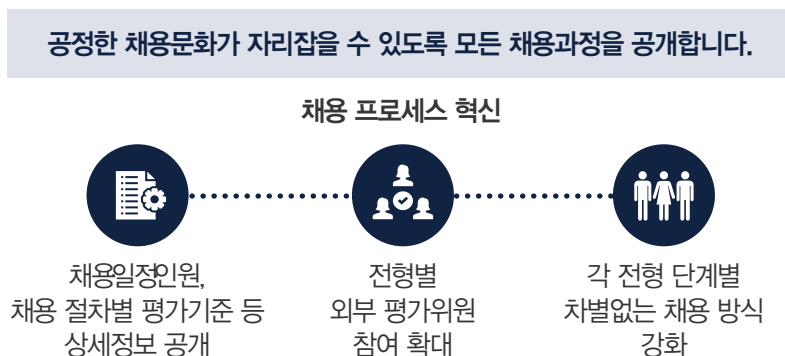 공정한 채용문화가 자리잡을 수 있도록 모든 채용과정을 공개합니다.
채용 프로세스 혁신
채용일정인원,
채용 절차별 평가기준 등
상세정보 공개
전형별
외부 평가위원
참여 확대
각 전형 단계별
차별없는 채용 방식
강화